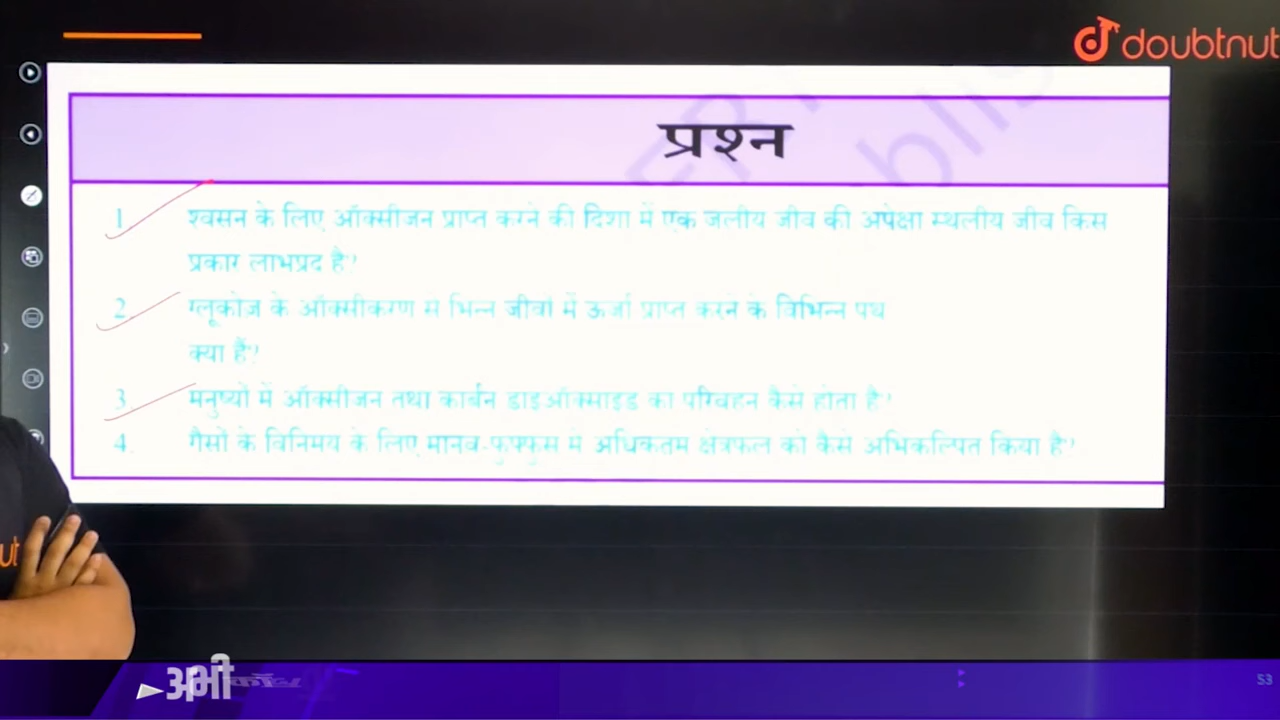 doubtnut
प्रश्न
1. श्वसन के लिए ऑक्सीजन प्राप्त करने की दिशा में एक जलीय जीव की अपेक्षा स्थलीय जीव किस
प्रकार लाभप्रद है?
2. ग्लूकोज़ के ऑक्सीकरण से भिन्न जीवों में ऊर्जा प्राप्त करने के विभिन्न पथ
क्या हैं?
3. मनुष्यों में ऑक्सीजन तथा कार्बन डाइऑक्साइड का परिवहन कैसे होता है?
4. गैसों के विनिमय के लिए मानव-फुफ्फुस में अधिकतम क्षेत्रफल को कैसे अभिकल्पित किया है?
ut
अभी
53